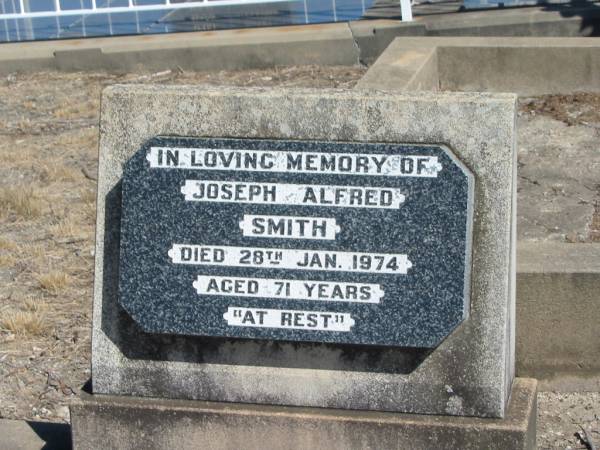 IN LOVING MEMORY OF
JOSEPH ALFRED
SMITH
DIED 28TH JAN. 1974
AGED 71 YEARS
"AT REST"